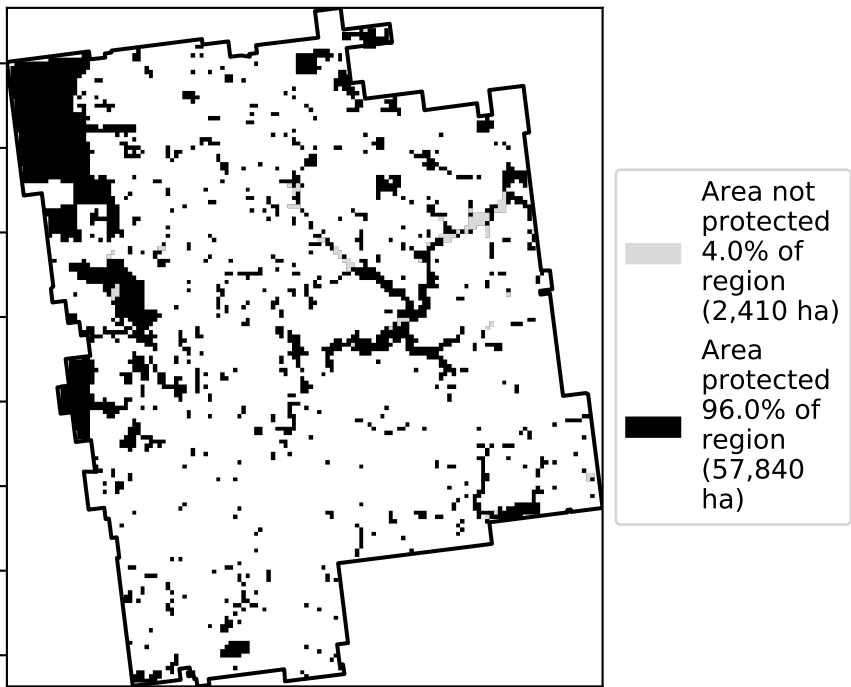 Area not
protected
4.0% of
region
(2,410 ha)
Area
protected
96.0% of
region
(57,840
ha)